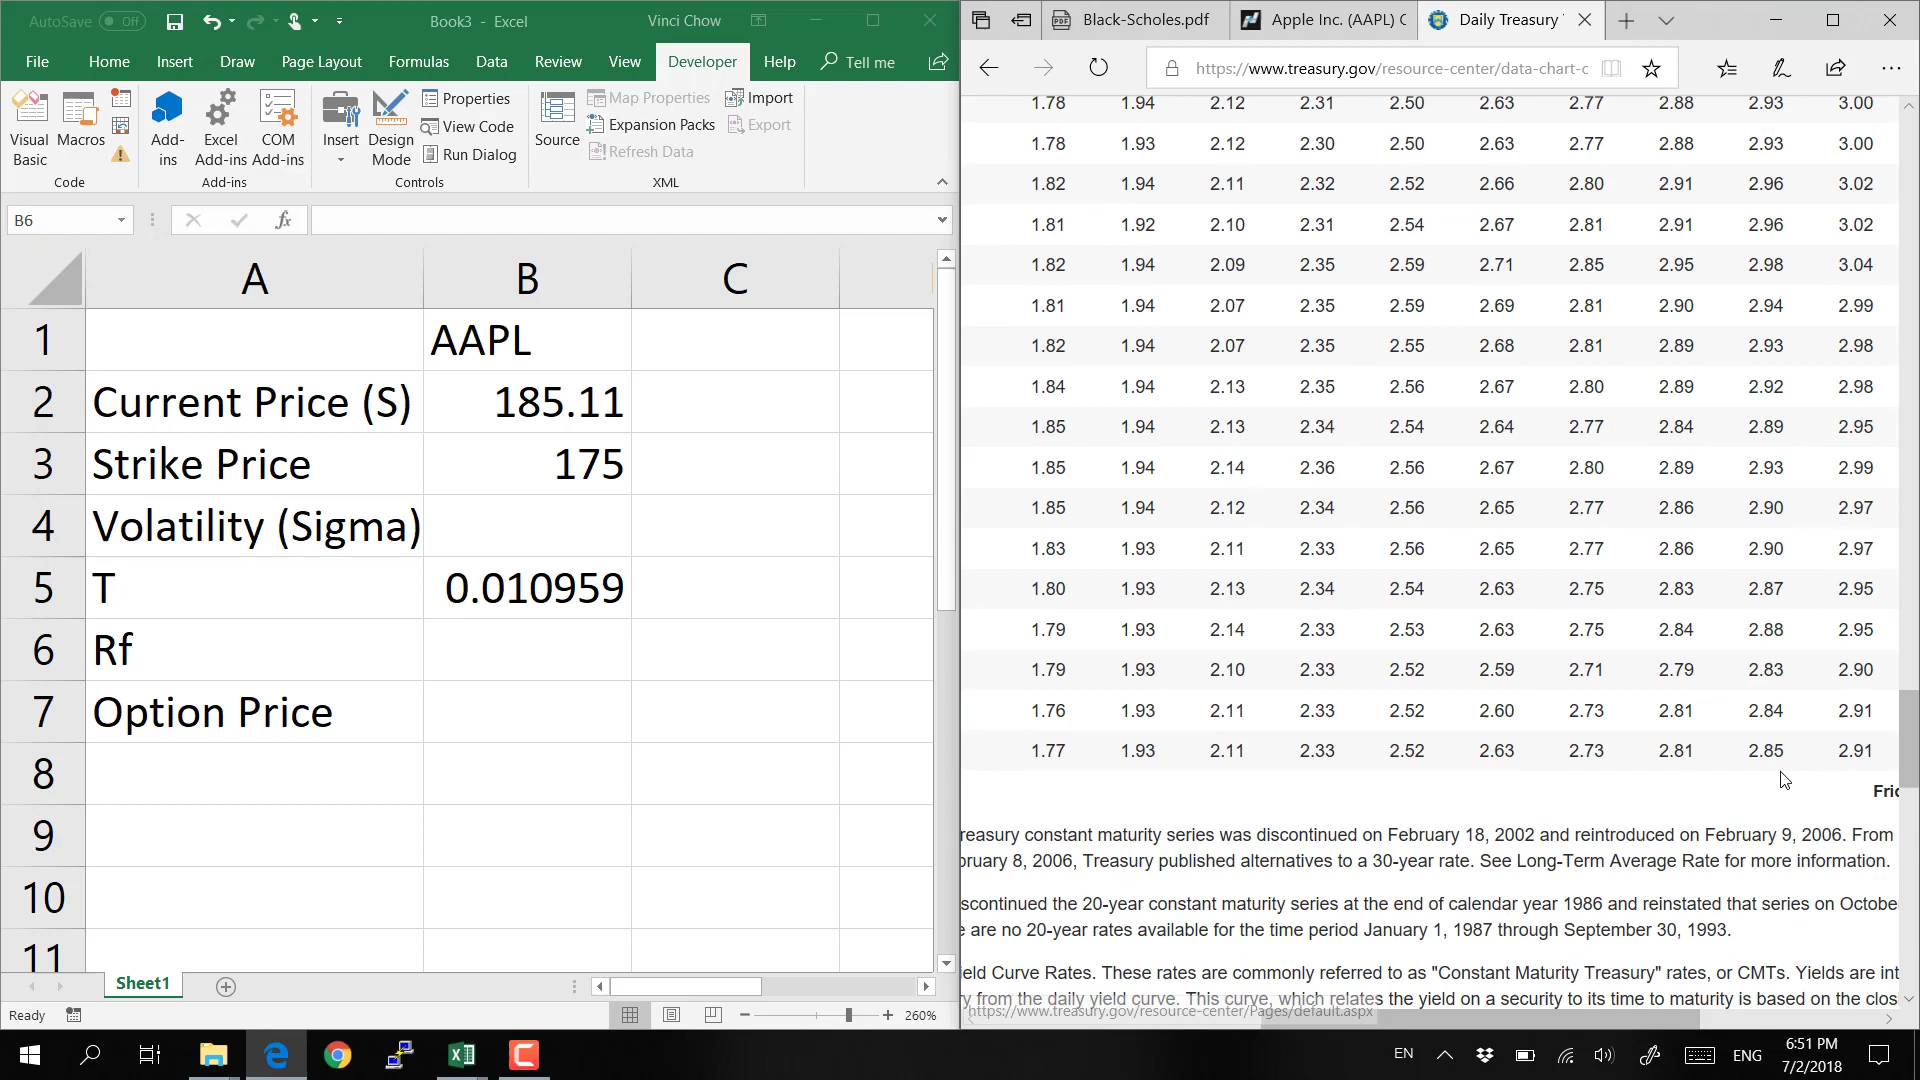 AutoSave Off
Book3 - Excel
Vinci Chow
File Home Insert Draw Page Layout Formulas Data Review View Developer Help Tell me
Visual Basic
Macros
Code
Add-ins
Excel Add-ins
COM Add-ins
Add-ins
Insert
Design Mode
Properties
View Code
Run Dialog
Controls
Source
Map Properties
Expansion Packs
Refresh Data
Import
Export
XML
B6
fx
A B C
1 AAPL
2 Current Price (S) 185.11
3 Strike Price 175
4 Volatility (Sigma)
5 T 0.010959
6 Rf
7 Option Price
8
9
10
11
Sheet1
Ready
260%
Black-Scholes.pdf
Apple Inc. (AAPL) C
Daily Treasury
https://www.treasury.gov/resource-center/data-chart-c
1.78 1.94 2.12 2.31 2.50 2.63 2.77 2.88 2.93 3.00
1.78 1.93 2.12 2.30 2.50 2.63 2.77 2.88 2.93 3.00
1.82 1.94 2.11 2.32 2.52 2.66 2.80 2.91 2.96 3.02
1.81 1.92 2.10 2.31 2.54 2.67 2.81 2.91 2.96 3.02
1.82 1.94 2.09 2.35 2.59 2.71 2.85 2.95 2.98 3.04
1.81 1.94 2.07 2.35 2.59 2.69 2.81 2.90 2.94 2.99
1.82 1.94 2.07 2.35 2.55 2.68 2.81 2.89 2.93 2.98
1.84 1.94 2.13 2.35 2.56 2.67 2.80 2.89 2.92 2.98
1.85 1.94 2.13 2.34 2.54 2.64 2.77 2.84 2.89 2.95
1.85 1.94 2.14 2.36 2.56 2.67 2.80 2.89 2.93 2.99
1.85 1.94 2.12 2.34 2.56 2.65 2.77 2.86 2.90 2.97
1.83 1.93 2.11 2.33 2.56 2.65 2.77 2.86 2.90 2.97
1.80 1.93 2.13 2.34 2.54 2.63 2.75 2.83 2.87 2.95
1.79 1.93 2.14 2.33 2.53 2.63 2.75 2.84 2.88 2.95
1.79 1.93 2.10 2.33 2.52 2.59 2.71 2.79 2.83 2.90
1.76 1.93 2.11 2.33 2.52 2.60 2.73 2.81 2.84 2.91
1.77 1.93 2.11 2.33 2.52 2.63 2.73 2.81 2.85 2.91
Fric
reasury constant maturity series was discontinued on February 18, 2002 and reintroduced on February 9, 2006. From
bruary 8, 2006, Treasury published alternatives to a 30-year rate. See Long-Term Average Rate for more information.
scontinued the 20-year constant maturity series at the end of calendar year 1986 and reinstated that series on Octobe
e are no 20-year rates available for the time period January 1, 1987 through September 30, 1993.
ield Curve Rates. These rates are commonly referred to as "Constant Maturity Treasury" rates, or CMTs. Yields are int
y from the daily yield curve. This curve, which relates the yield on a security to its time to maturity is based on the clos
https://www.treasury.gov/resource-center/Pages/default.aspx
EN
ENG
6:51 PM
7/2/2018